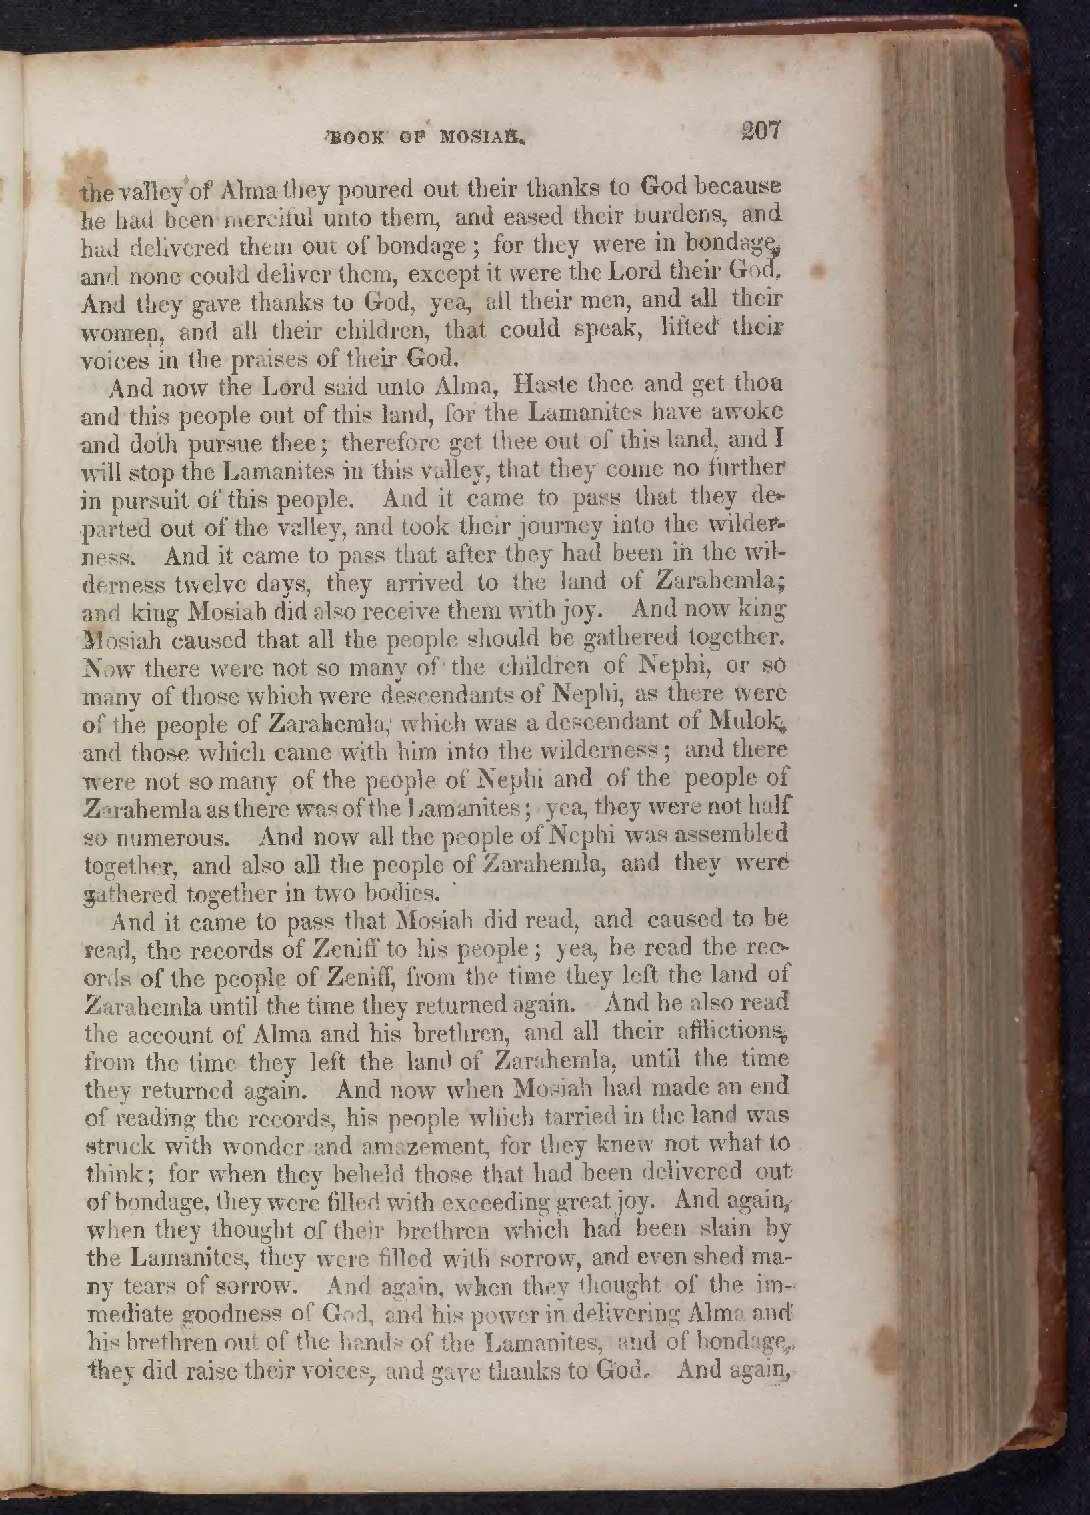 BOOK OF MOSIAH. 207
the valley of Alma they poured out their thanks to God because
he had been merciful unto them, and eased their burdens, and
had delivered them out of bondage; for they were in bondage,
and none could deliver them, except it were the Lord their God.
And they gave thanks to God, yea, all their men, and all their
women, and all their children, that could speak, lifted their
voices in the praises of their God.
And now the Lord said unto Alma, Haste thee and get thou
and this people out of this land, for the Lamanites have awoke
and doth pursue thee; therefore get thee out of this land, and I
will stop the Lamanites in this valley, that they come no further
in pursuit of this people. And it came to pass that they de-
parted out of the valley, and took their journey into the wilder-
ness. And it came to pass that after they had been in the wil-
derness twelve days, they arrived to the land of Zarahemla;
and king Mosiah did also receive them with joy. And now king
Mosiah caused that all the people should be gathered together.
Now there were not so many of the children of Nephi, or so
many of those which were descendants of Nephi, as there were
of the people of Zarahemla, which was a descendant of Mulok,
and those which came with him into the wilderness; and there
were not so many of the people of Nephi and of the people of
Zarahemla as there was of the Lamanites; yea, they were not half
so numerous. And now all the people of Nephi was assembled
together, and also all the people of Zarahemla, and they were
gathered together in two bodies.
And it came to pass that Mosiah did read, and caused to be
read, the records of Zeniff to his people; yea, he read the rec-
ords of the people of Zeniff, from the time they left the land of
Zarahemla until the time they returned again. And he also read
the account of Alma and his brethren, and all their afflictions,
from the time they left the land of Zarahemla, until the time
they returned again. And now when Mosiah had made an end
of reading the records, his people which tarried in the land was
struck with wonder and amazement, for they knew not what to
think; for when they beheld those that had been delivered out
of bondage, they were filled with exceeding great joy. And again,
when they thought of their brethren which had been slain by
the Lamanites, they were filled with sorrow, and even shed ma-
ny tears of sorrow. And again, when they thought of the im-
mediate goodness of God, and his power in delivering Alma and
his brethren out of the hands of the Lamanites, and of bondage,
they did raise their voices, and gave thanks to God. And again,